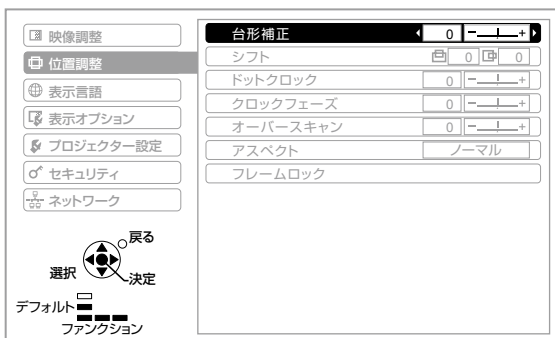 映像調整
位置調整
表示言語
表示オプション
プロジェクター設定
セキュリティ
ネットワーク
戻る
選択
決定
デフォルト
ファンクション
台形補正 0 - +
シフト 0 0
ドットクロック 0 - +
クロックフェーズ 0 - +
オーバースキャン 0 - +
アスペクト ノーマル
フレームロック